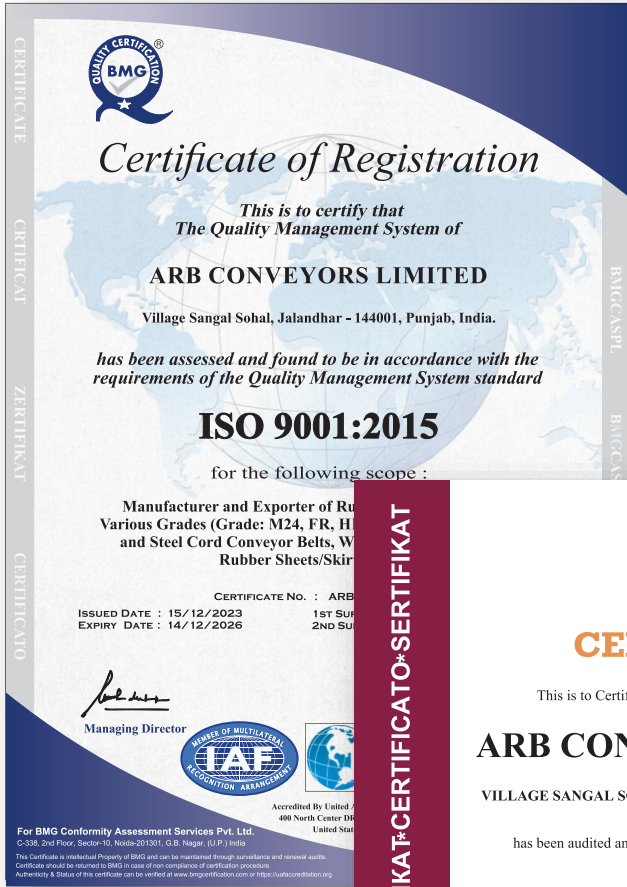 QUALITY CERTIFICATION
BMG
®
CERTIFICATE
CRTIFICAT
ZERTIFIKAT
CERTIFICATO
BMGCASPL
BMGCAS
Certificate of Registration
This is to certify that
The Quality Management System of
ARB CONVEYORS LIMITED
Village Sangal Sohal, Jalandhar - 144001, Punjab, India.
has been assessed and found to be in accordance with the
requirements of the Quality Management System standard
ISO 9001:2015
for the following scope :
Manufacturer and Exporter of Ru
Various Grades (Grade: M24, FR, H
and Steel Cord Conveyor Belts, W
Rubber Sheets/Skir
Certificate No. : ARB
Issued Date : 15/12/2023
1st Su
Expiry Date : 14/12/2026
2nd Su
Managing Director
MEMBER OF MULTILATERAL
IAF
RECOGNITION ARRANGEMENT
Accredited By United A
400 North Center DR
United Stat
For BMG Conformity Assessment Services Pvt. Ltd.
C-338, 2nd Floor, Sector-10, Noida-201301, G.B. Nagar, (U.P.) India
This Certificate is intellectual Property of BMG and can be maintained through surveillance and renewal audits.
Certificate should be returned to BMG in case of non compliance of certification procedure.
Authenticity & Status of this certificate can be verified at www.bmgcertification.com or https://uafaccreditation.org
KAT*CERTIFICATO*SERTIFIKAT
CE
This is to Certif
ARB CON
VILLAGE SANGAL S
has been audited an